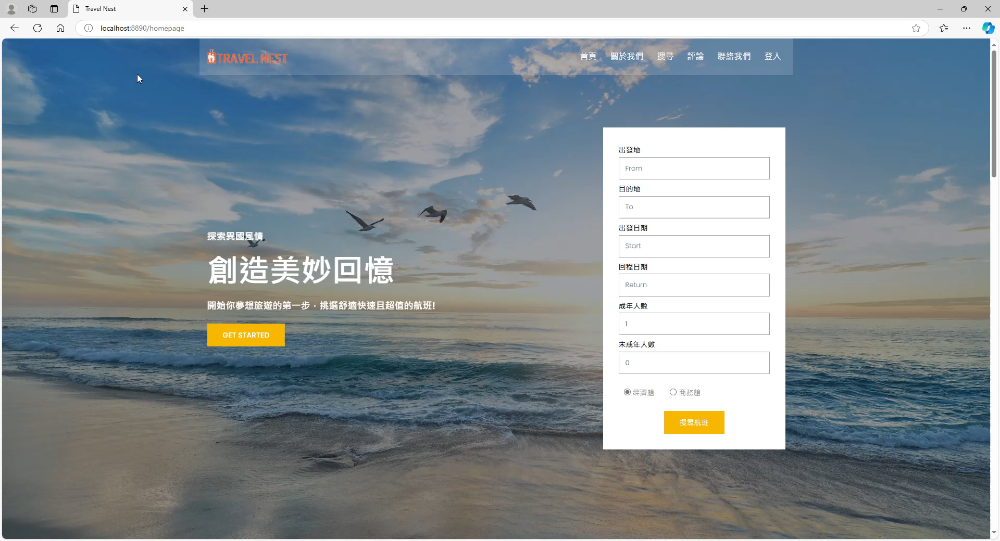 Travel Nest
localhost:8890/homepage
TRAVEL NEST
首頁 關於我們 搜尋 評論 聯絡我們 登入
探索異國風情
創造美妙回憶
開始你夢想旅遊的第一步，挑選舒適快速且超值的航班!
GET STARTED
出發地
From
目的地
To
出發日期
Start
回程日期
Return
成年人數
1
未成年人數
0
經濟艙 商務艙
搜尋航班